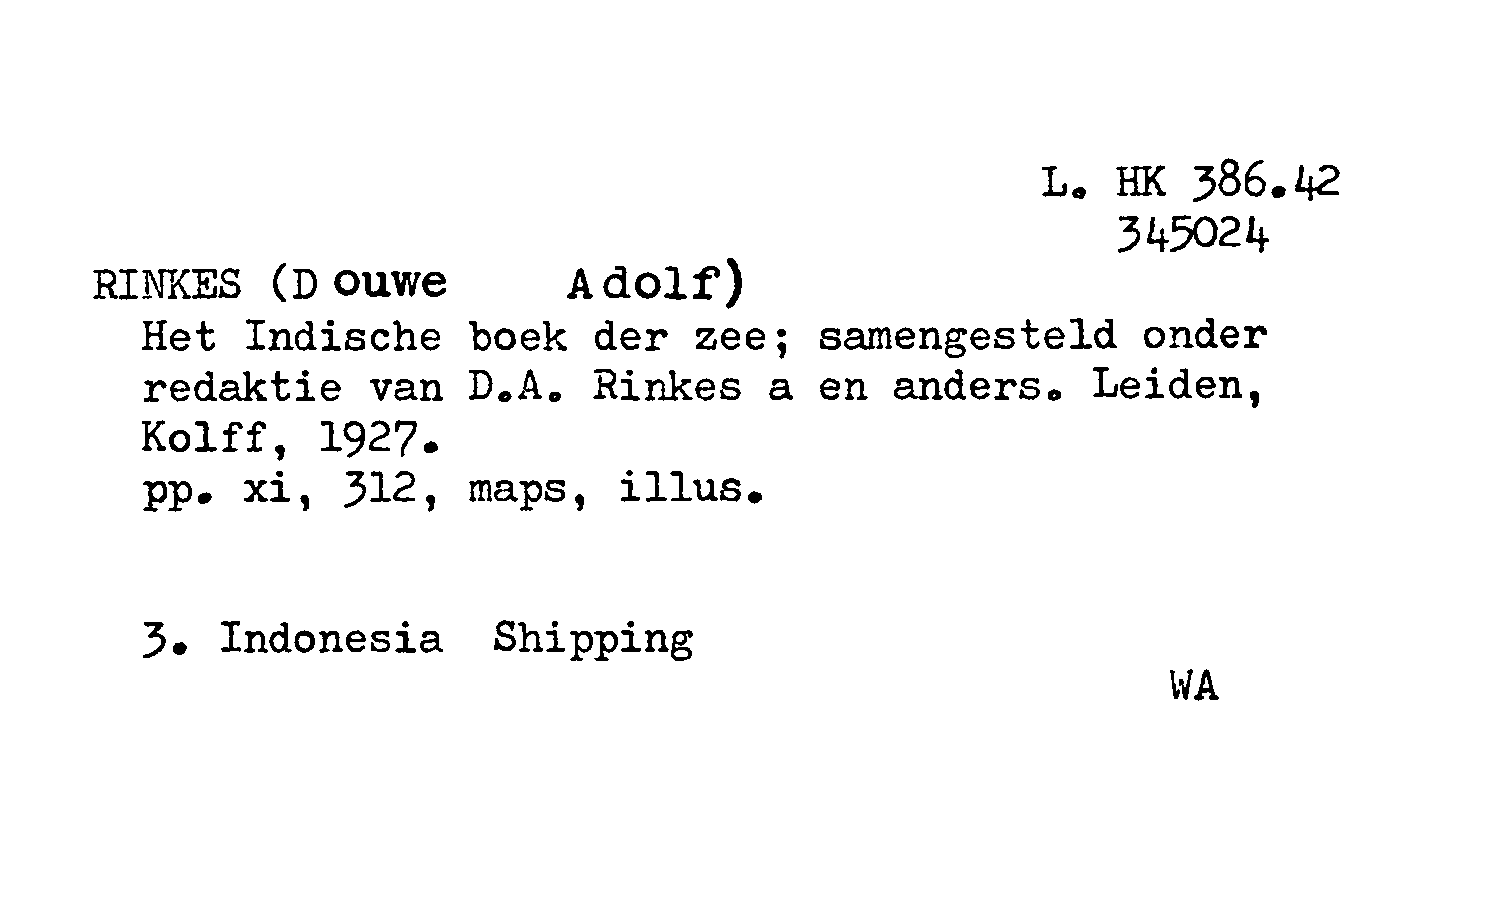 L. HK 386.42
345024
RINKES (Douwe Adolf)
Het Indische boek der zee; samengesteld onder
redaktie van D.A. Rinkes a en anders. Leiden,
Kolff, 1927.
pp. xi, 312, maps, illus.
3. Indonesia Shipping
WA